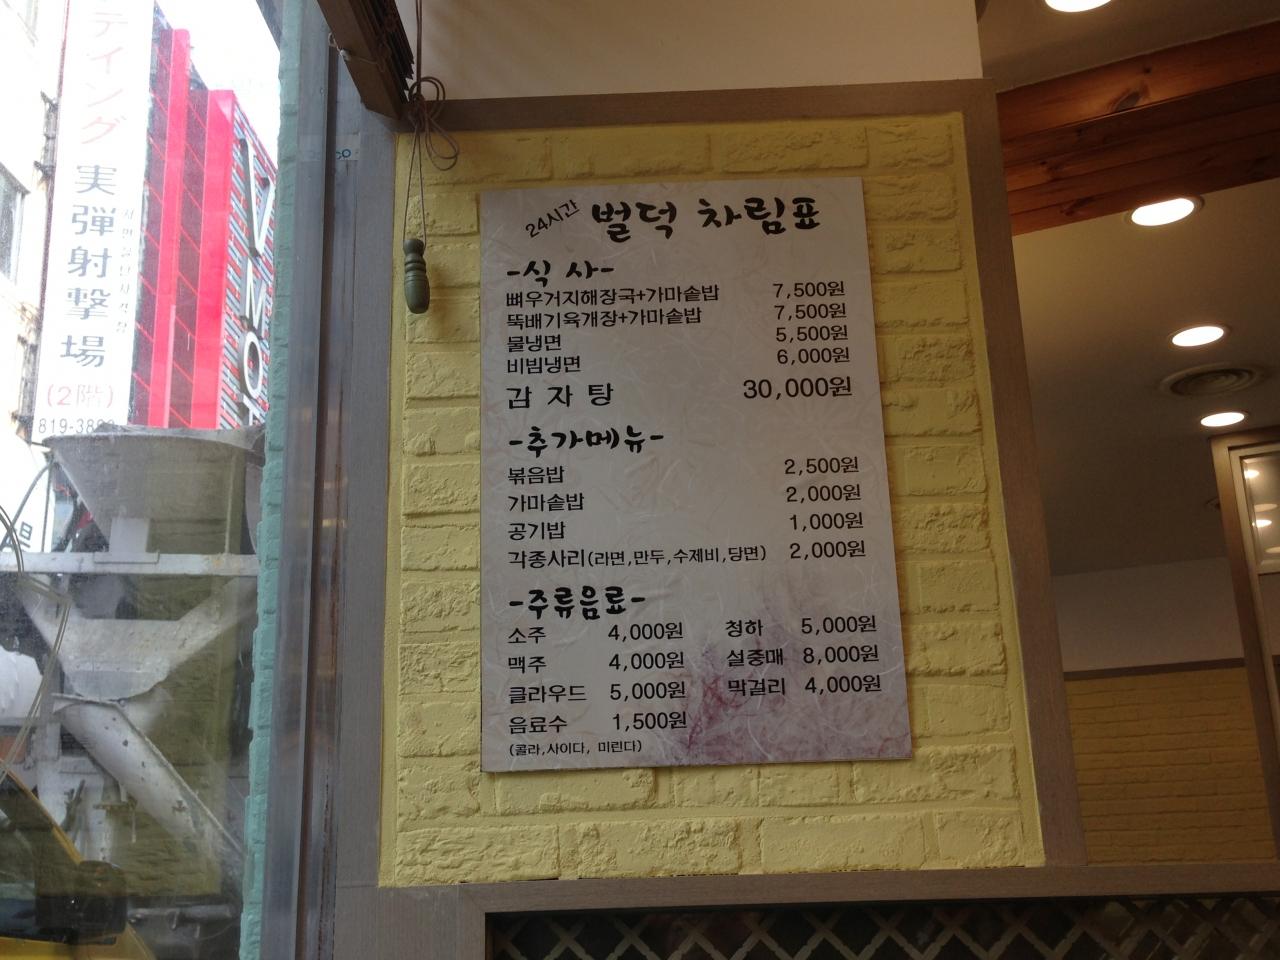 ティング 実弾射撃場
(2階)
24시간 벌덕 차림표
-식 사-
뼈우거지해장국+가마솥밥 7,500원
뚝배기육개장+가마솥밥 7,500원
물냉면 5,500원
비빔냉면 6,000원
감 자 탕 30,000원
-추가메뉴-
볶음밥 2,500원
가마솥밥 2,000원
공기밥 1,000원
각종사리(라면,만두,수제비,당면) 2,000원
-주류음료-
소주 4,000원 청하 5,000원
맥주 4,000원 설중매 8,000원
클라우드 5,000원 막걸리 4,000원
음료수 1,500원
(콜라,사이다, 미린다)